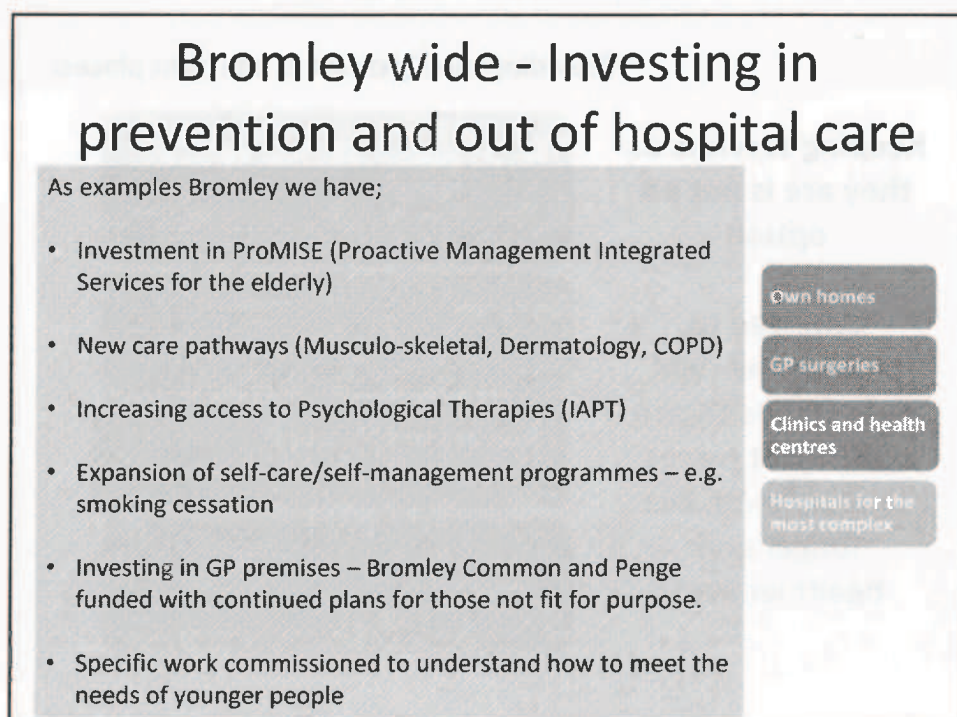 Bromley wide - Investing in
prevention and out of hospital care
As examples Bromley we have;
• Investment in ProMISE (Proactive Management Integrated
Services for the elderly)
• New care pathways (Musculo-skeletal, Dermatology, COPD)
• Increasing access to Psychological Therapies (IAPT)
• Expansion of self-care/self-management programmes – e.g.
smoking cessation
• Investing in GP premises – Bromley Common and Penge
funded with continued plans for those not fit for purpose.
• Specific work commissioned to understand how to meet the
needs of younger people
Own homes
GP surgeries
Clinics and health
centres
Hospitals for the
most complex